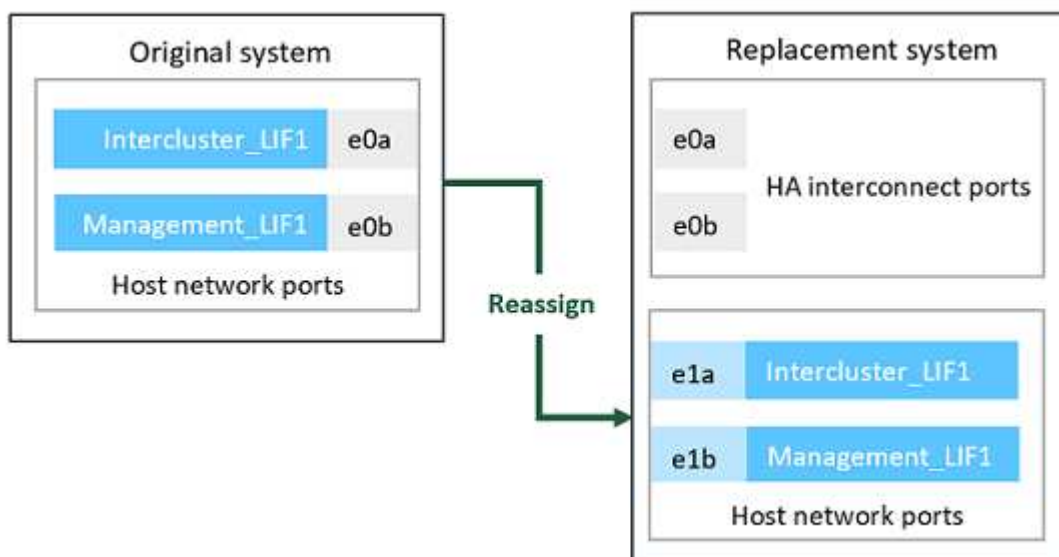 Original system
Intercluster_LIF1 e0a
Management_LIF1 e0b
Host network ports
Reassign
Replacement system
e0a
HA interconnect ports
e0b
e1a Intercluster_LIF1
e1b Management_LIF1
Host network ports